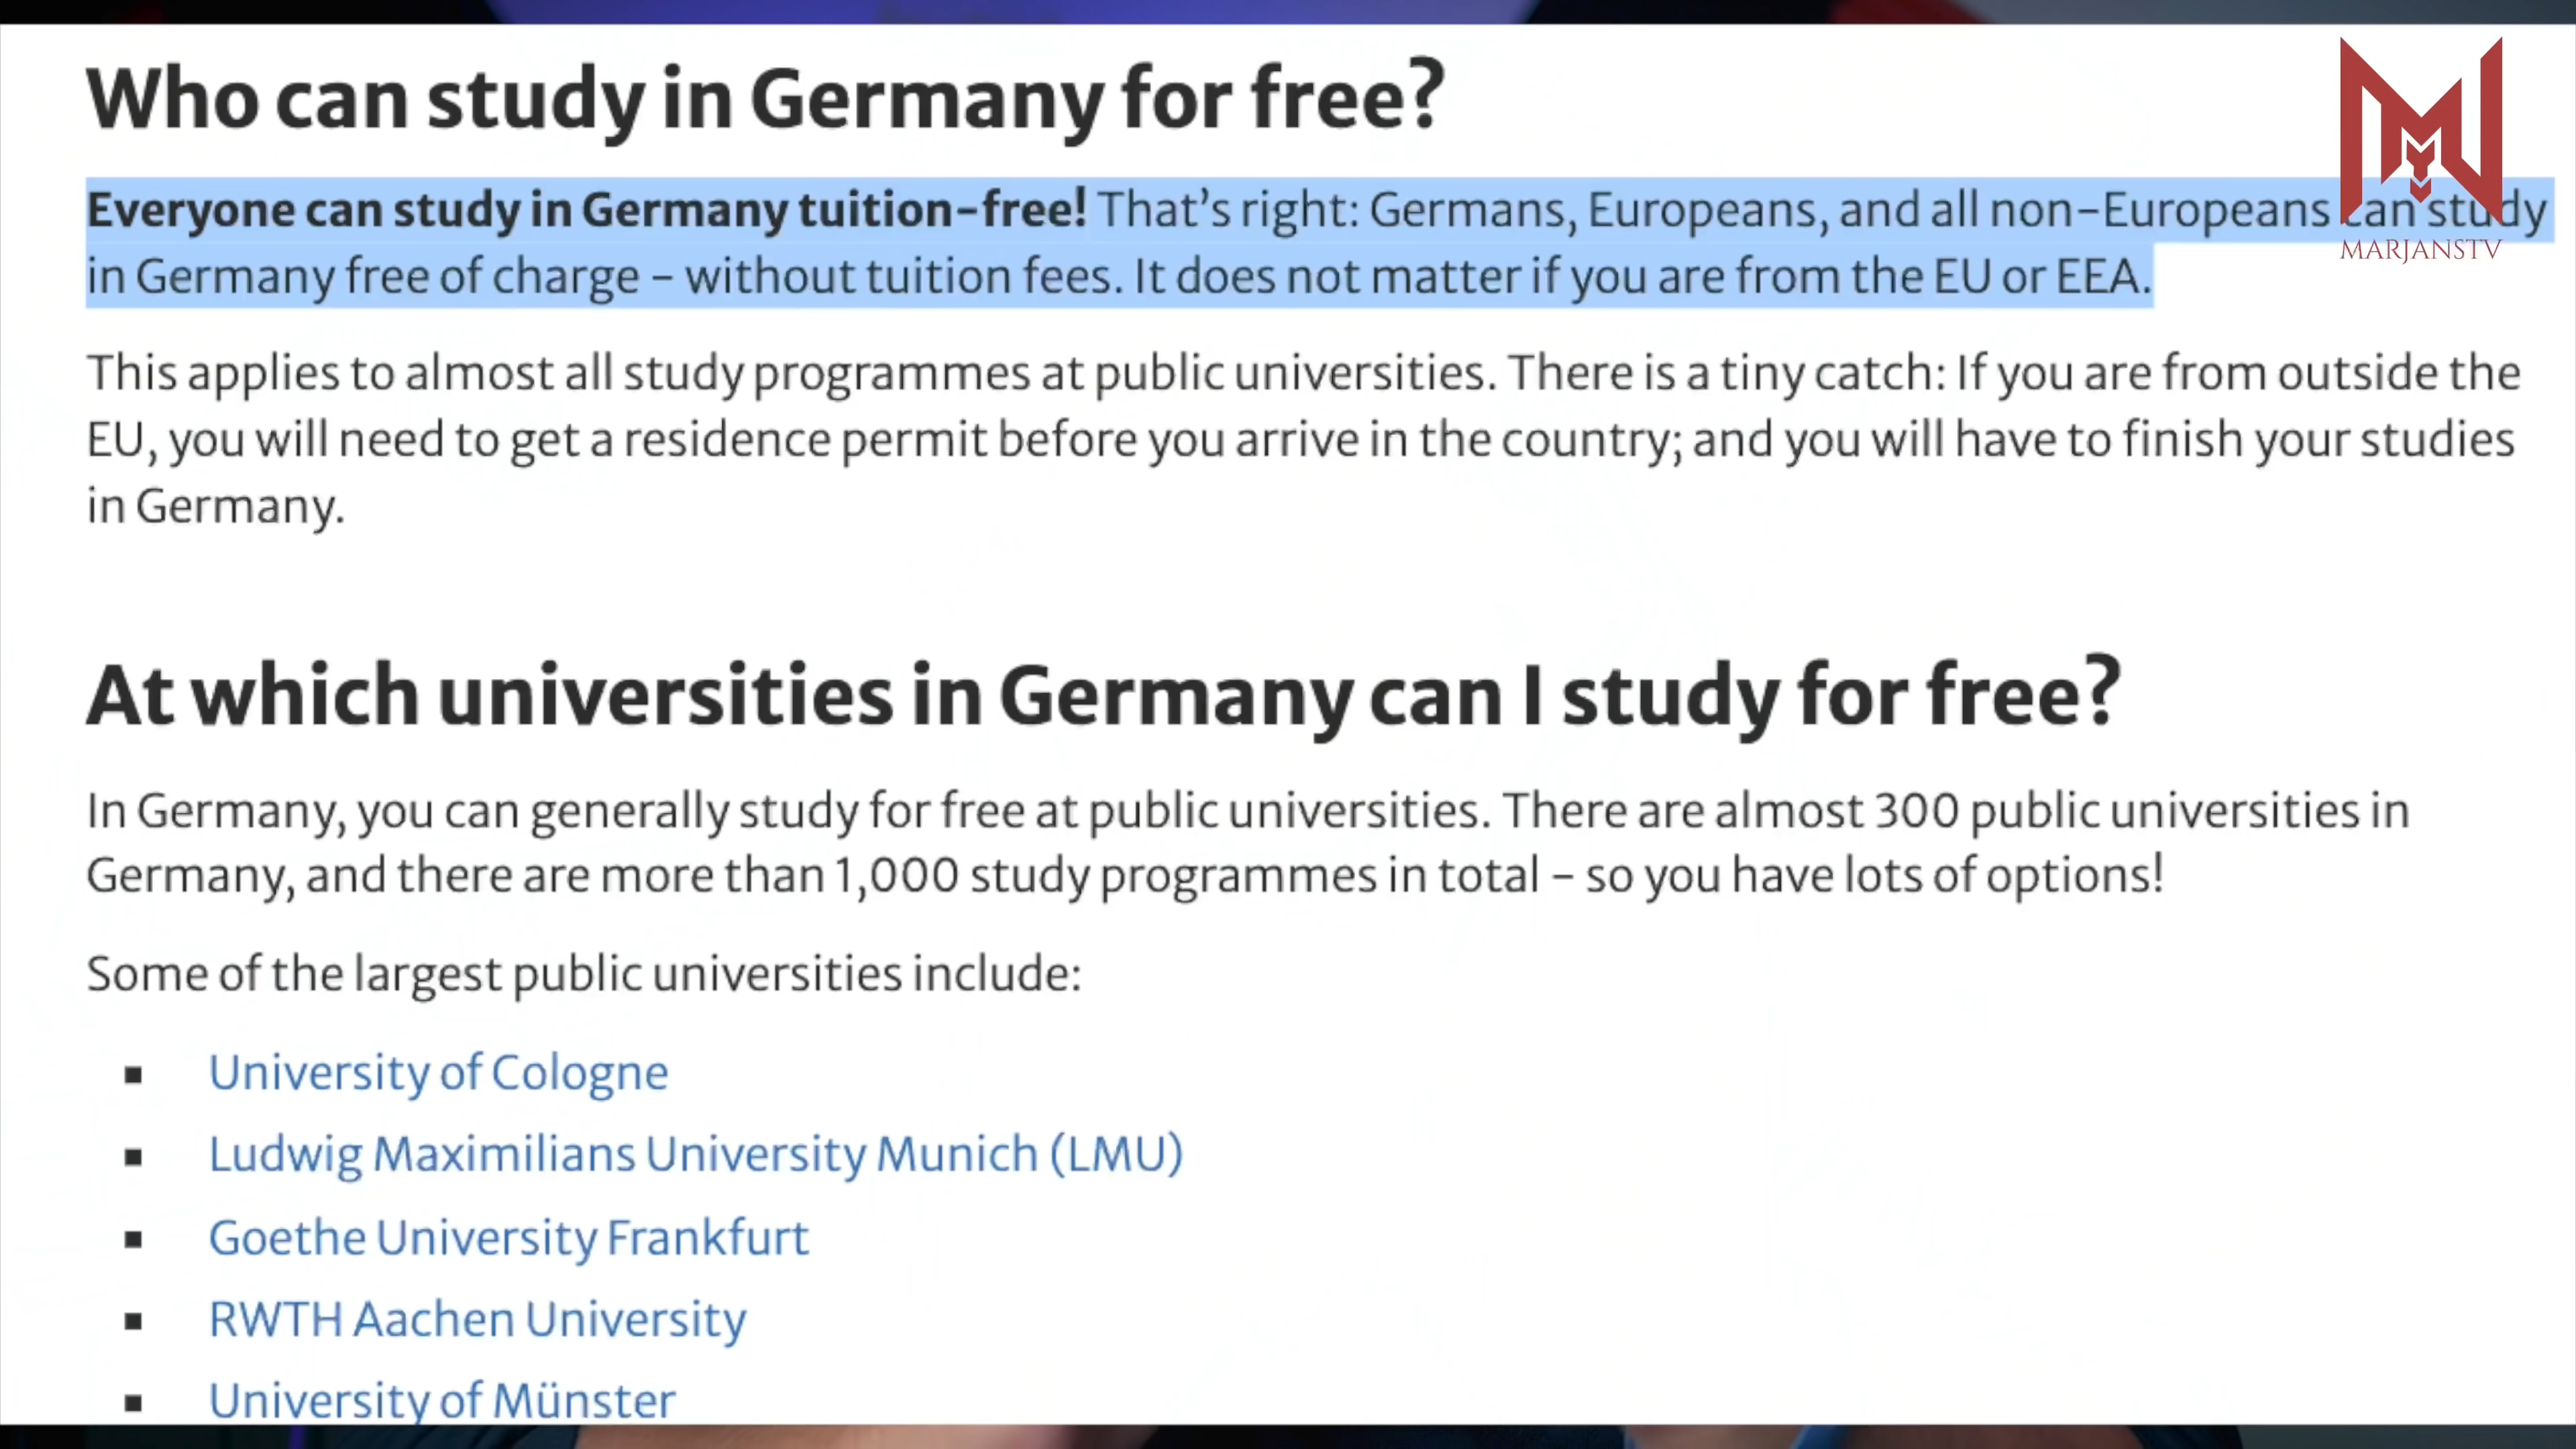 Who can study in Germany for free?
Everyone can study in Germany tuition-free! That's right: Germans, Europeans, and all non-Europeans can study
in Germany free of charge – without tuition fees. It does not matter if you are from the EU or EEA.
MARJANSTV
This applies to almost all study programmes at public universities. There is a tiny catch: If you are from outside the
EU, you will need to get a residence permit before you arrive in the country; and you will have to finish your studies
in Germany.
At which universities in Germany can I study for free?
In Germany, you can generally study for free at public universities. There are almost 300 public universities in
Germany, and there are more than 1,000 study programmes in total – so you have lots of options!
Some of the largest public universities include:
▪ University of Cologne
▪ Ludwig Maximilians University Munich (LMU)
▪ Goethe University Frankfurt
▪ RWTH Aachen University
▪ University of Münster